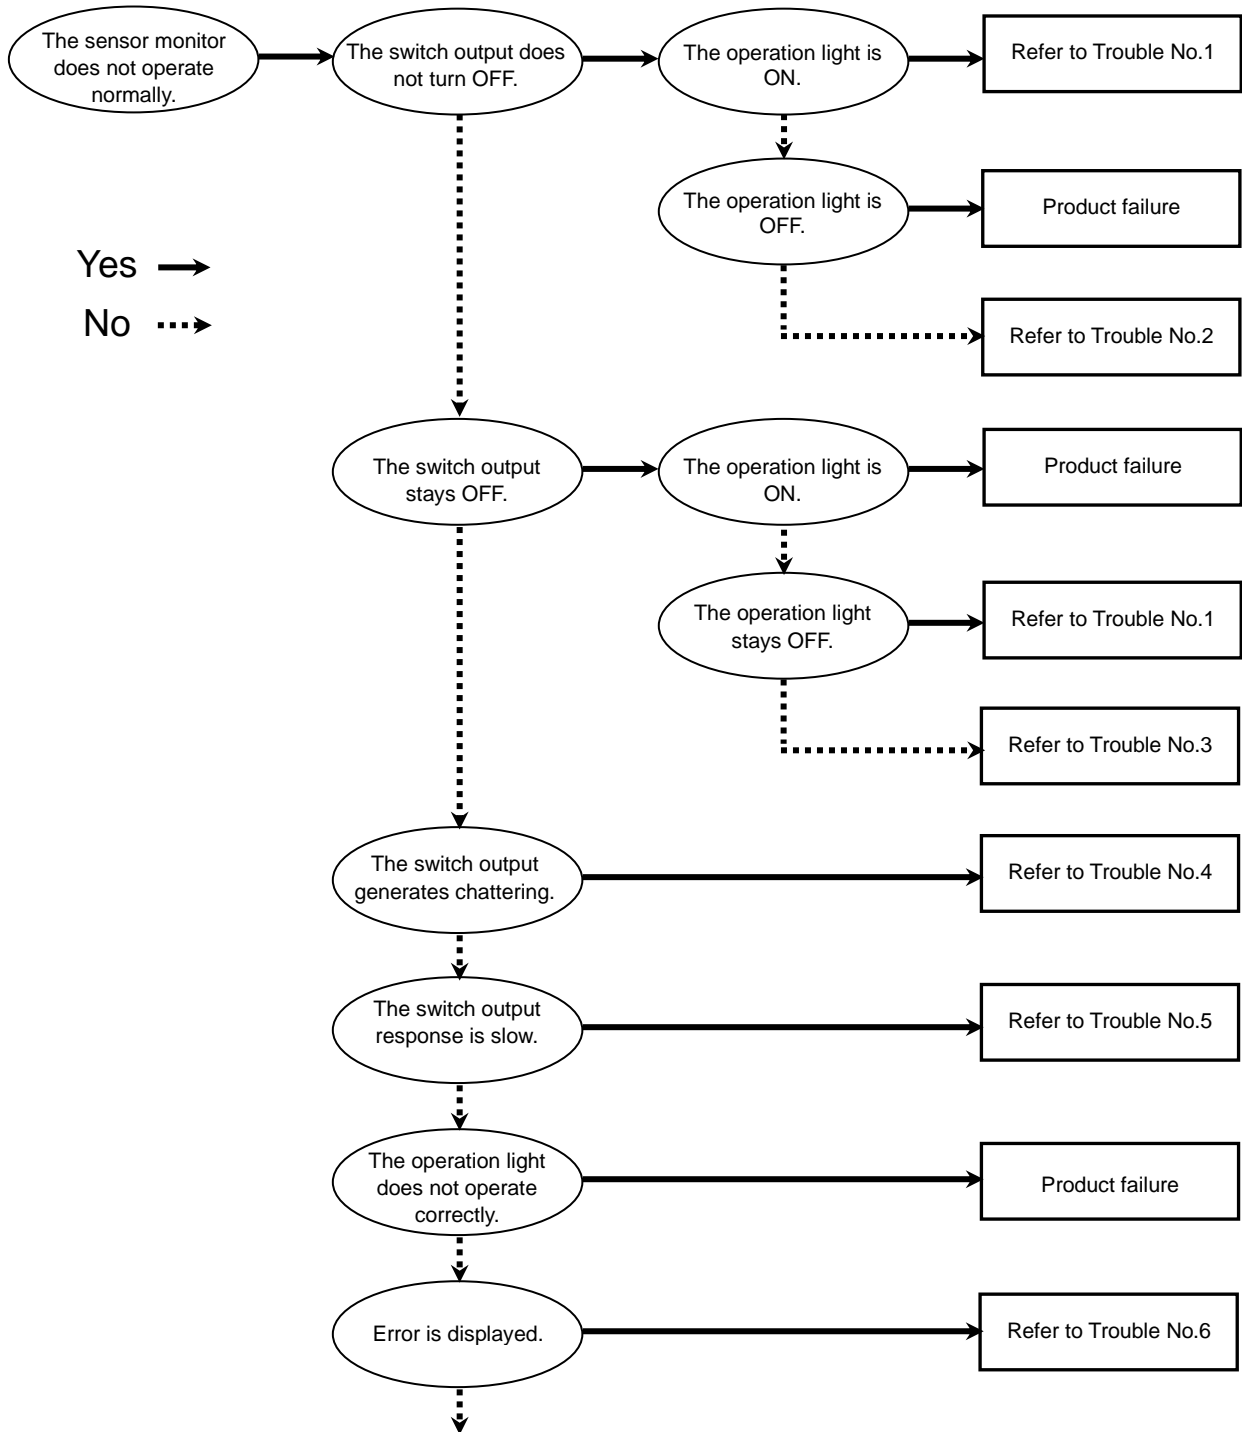 The sensor monitor
does not operate
normally.
The switch output does
not turn OFF.
The operation light is
ON.
Refer to Trouble No.1
The operation light is
OFF.
Product failure
Yes
No
Refer to Trouble No.2
The switch output
stays OFF.
The operation light is
ON.
Product failure
The operation light
stays OFF.
Refer to Trouble No.1
Refer to Trouble No.3
The switch output
generates chattering.
Refer to Trouble No.4
The switch output
response is slow.
Refer to Trouble No.5
The operation light
does not operate
correctly.
Product failure
Error is displayed.
Refer to Trouble No.6